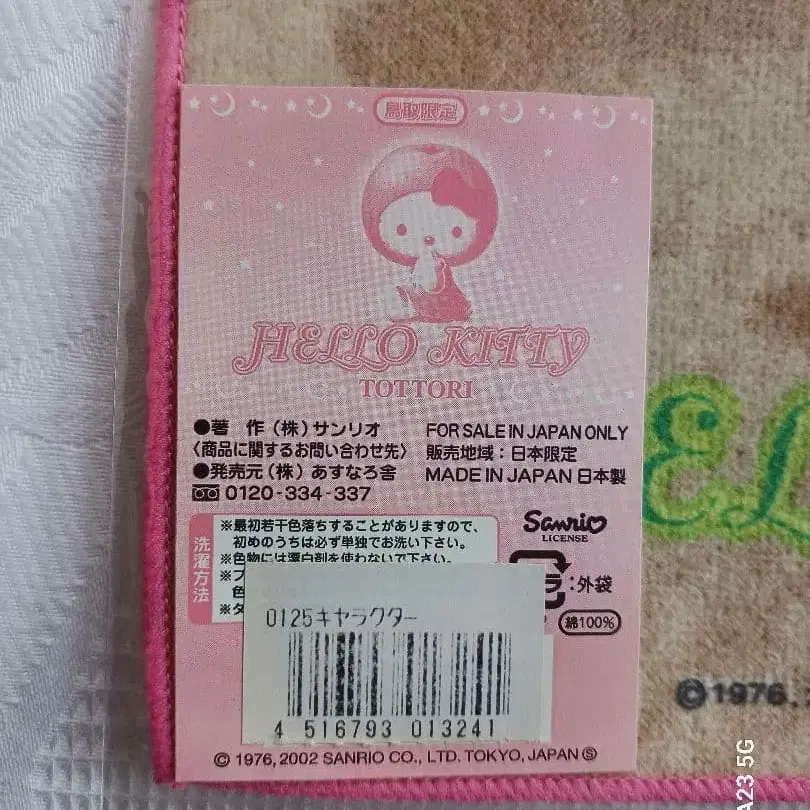 鳥取限定
HELLO KITTY
TOTTORI
●著　作（株）サンリオ
〈商品に関するお問い合わせ先〉
●発売元（株）あすなろ舎
0120-334-337
FOR SALE IN JAPAN ONLY
販売地域：日本限定
MADE IN JAPAN 日本製
洗濯方法
※最初若干色落ちすることがありますので、
初めのうちは必ず単独でお洗い下さい。
※色物には漂白剤を使わないで下さい。
※
色
※タ
Sanrio
LICENSE
：外袋
綿100%
0125キャラクター
4 516793 013241
© 1976, 2002 SANRIO CO., LTD. TOKYO, JAPAN Ⓢ
EL
©1976.
A23 5G